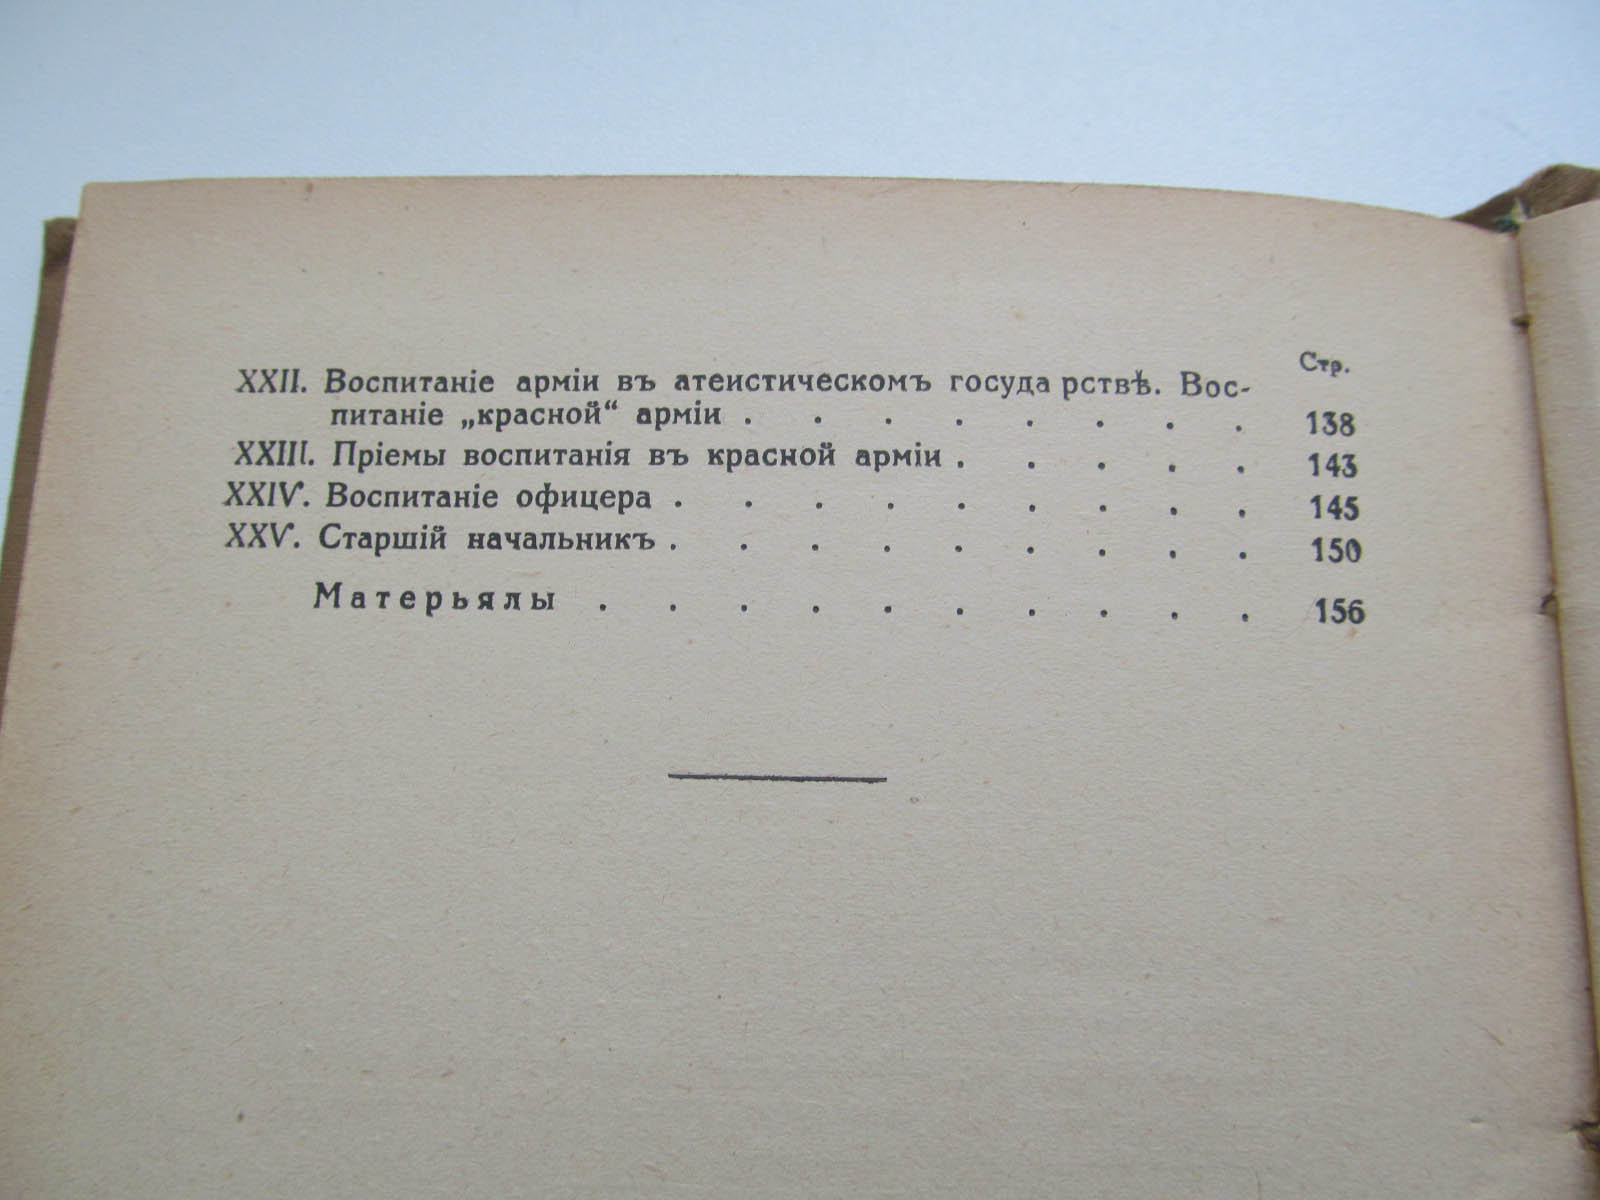 Стр.
XXII. Воспитаніе арміи въ атеистическомъ госуда рствѣ. Вос-
питаніе „красной“ арміи . . . . . . . . 138
XXIII. Пріемы воспитанія въ красной арміи . . . . . 143
XXIV. Воспитаніе офицера . . . . . . . . . 145
XXV. Старшій начальникъ . . . . . . . . . 150
Матерьялы . . . . . . . . . . 156